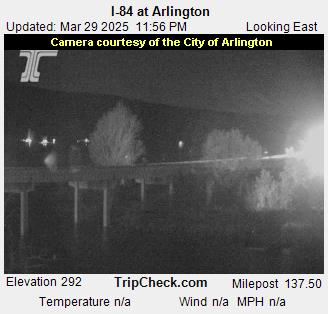 I-84 at Arlington
Updated: Mar 29 2025 11:56 PM Looking East
Camera courtesy of the City of Arlington
Elevation 292 TripCheck.com Milepost 137.50
Temperature n/a Wind n/a MPH n/a